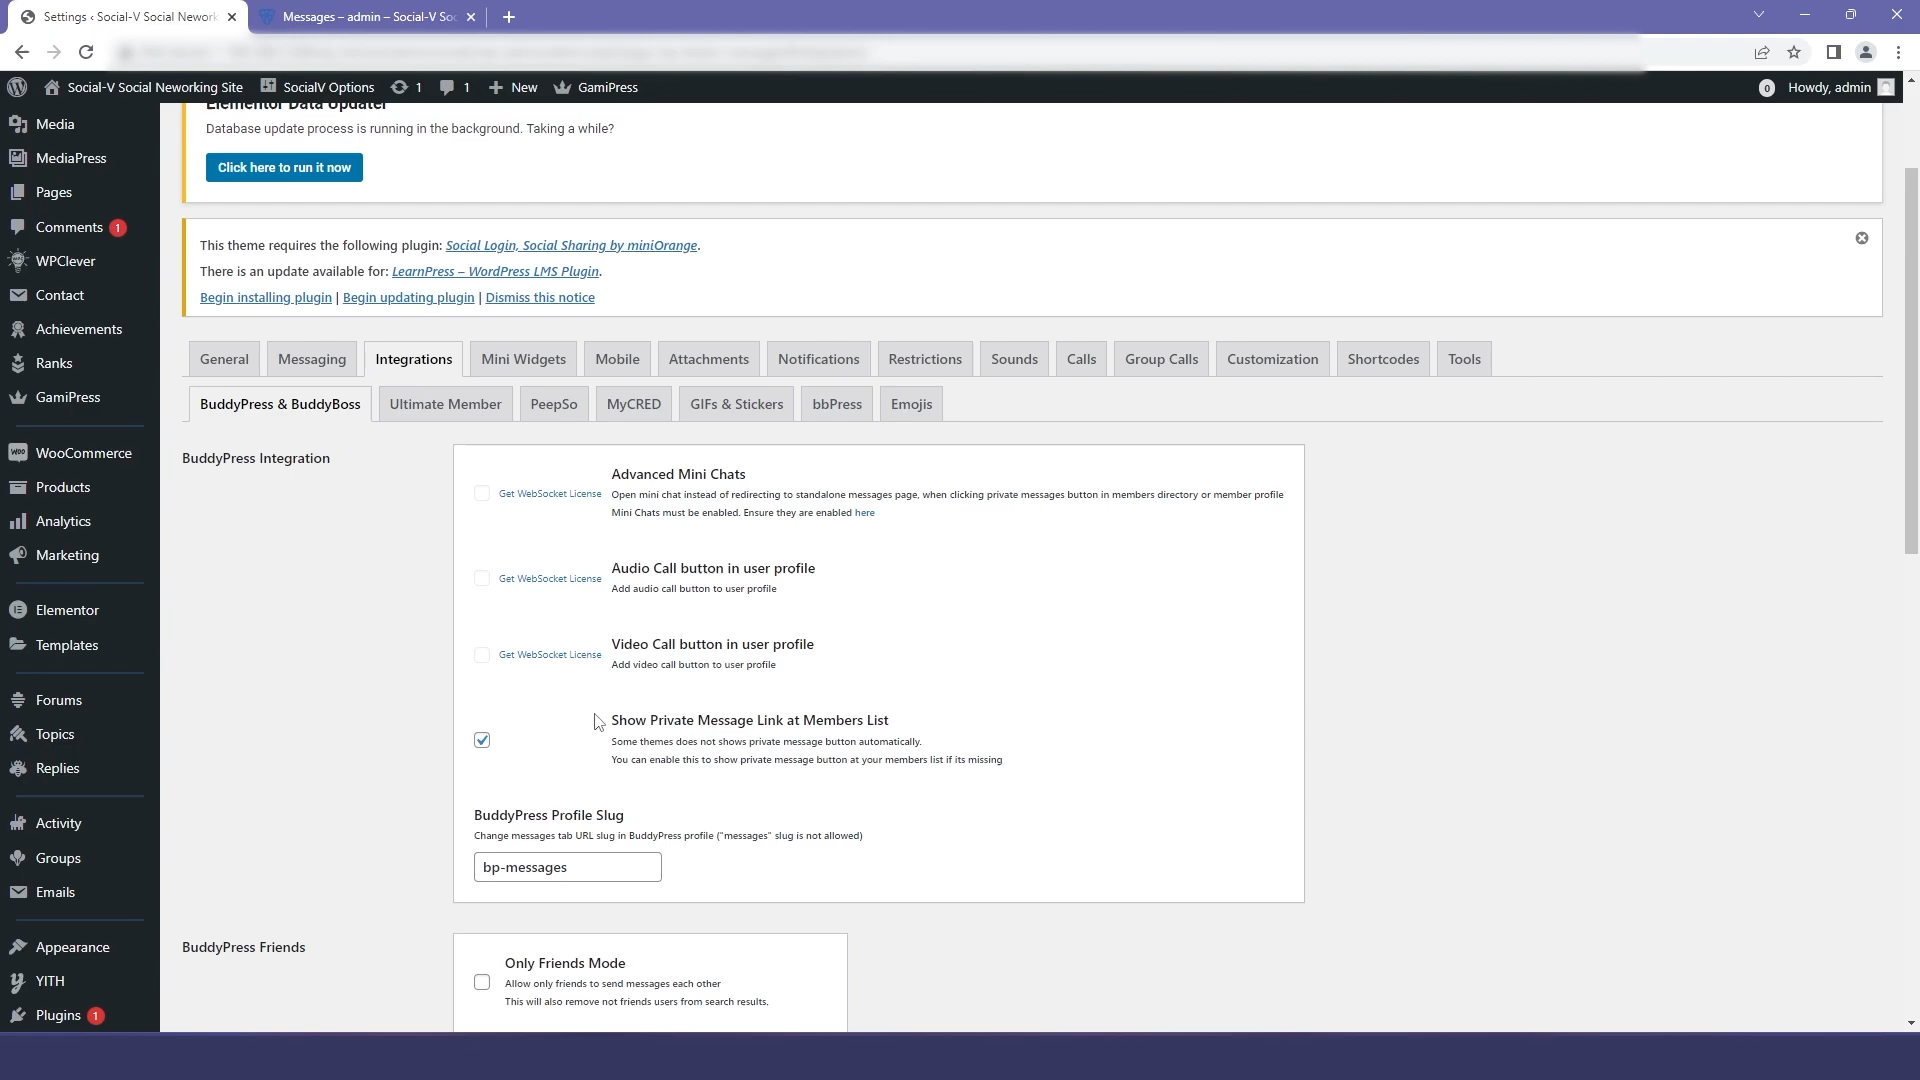 Settings ‹ Social-V Social Nework
Messages – admin – Social-V Soc
Social-V Social Neworking Site
SocialV Options
1
1
New
GamiPress
0
Howdy, admin
Media
MediaPress
Pages
Comments 1
WPClever
Contact
Achievements
Ranks
GamiPress
WooCommerce
Products
Analytics
Marketing
Elementor
Templates
Forums
Topics
Replies
Activity
Groups
Emails
Appearance
YITH
Plugins 1
Elementor Data Updater
Database update process is running in the background. Taking a while?
Click here to run it now
This theme requires the following plugin: Social Login, Social Sharing by miniOrange.
There is an update available for: LearnPress – WordPress LMS Plugin.
Begin installing plugin | Begin updating plugin | Dismiss this notice
General Messaging Integrations Mini Widgets Mobile Attachments Notifications Restrictions Sounds Calls Group Calls Customization Shortcodes Tools
BuddyPress & BuddyBoss Ultimate Member PeepSo MyCRED GIFs & Stickers bbPress Emojis
BuddyPress Integration
Advanced Mini Chats
Get WebSocket License
Open mini chat instead of redirecting to standalone messages page, when clicking private messages button in members directory or member profile
Mini Chats must be enabled. Ensure they are enabled here
Audio Call button in user profile
Get WebSocket License
Add audio call button to user profile
Video Call button in user profile
Get WebSocket License
Add video call button to user profile
Show Private Message Link at Members List
Some themes does not shows private message button automatically.
You can enable this to show private message button at your members list if its missing
BuddyPress Profile Slug
Change messages tab URL slug in BuddyPress profile ("messages" slug is not allowed)
bp-messages
BuddyPress Friends
Only Friends Mode
Allow only friends to send messages each other
This will also remove not friends users from search results.